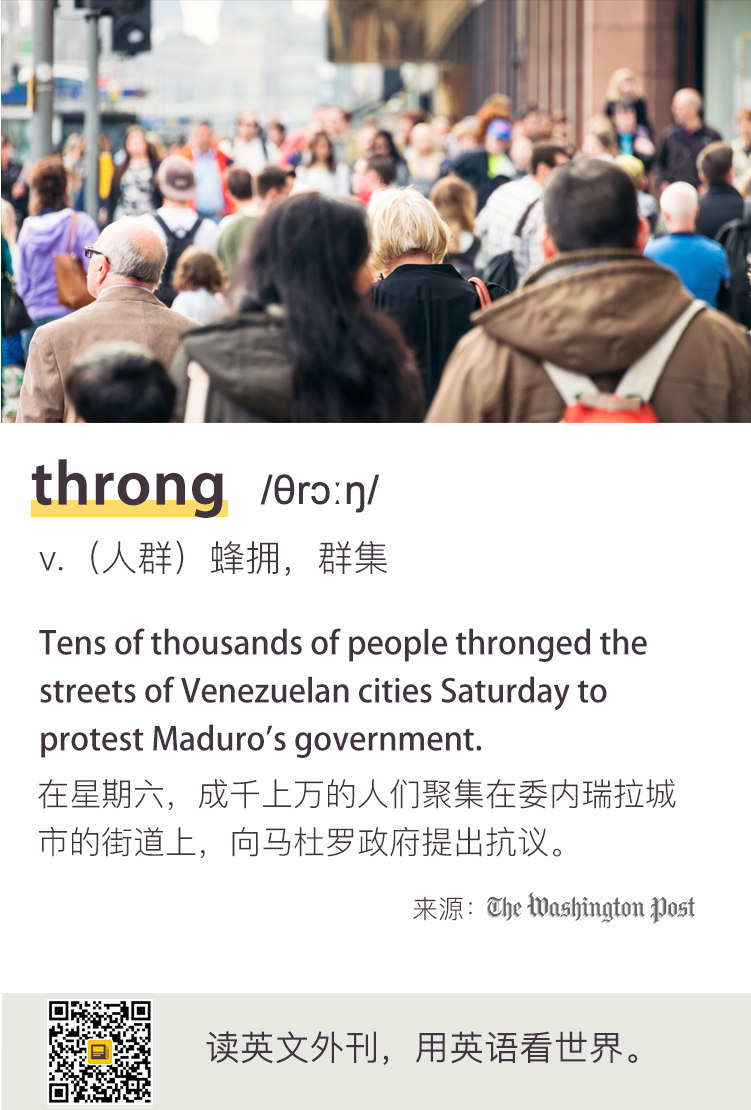 throng /θrɔːŋ/
v.（人群）蜂拥，群集
Tens of thousands of people thronged the
streets of Venezuelan cities Saturday to
protest Maduro’s government.
在星期六，成千上万的人们聚集在委内瑞拉城
市的街道上，向马杜罗政府提出抗议。
来源：The Washington Post
读英文外刊，用英语看世界。